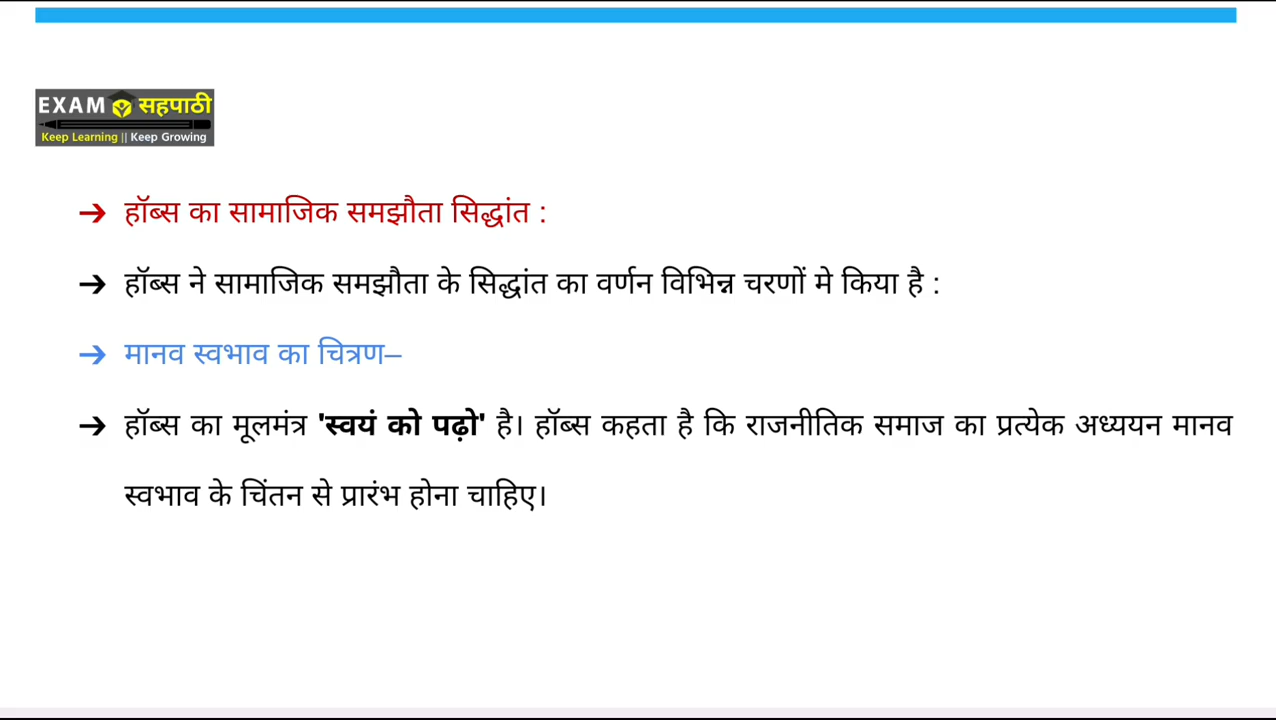 EXAM सहपाठी
Keep Learning || Keep Growing
➔ हॉब्स का सामाजिक समझौता सिद्धांत :
➔ हॉब्स ने सामाजिक समझौता के सिद्धांत का वर्णन विभिन्न चरणों मे किया है :
➔ मानव स्वभाव का चित्रण–
➔ हॉब्स का मूलमंत्र 'स्वयं को पढ़ो' है। हॉब्स कहता है कि राजनीतिक समाज का प्रत्येक अध्ययन मानव
स्वभाव के चिंतन से प्रारंभ होना चाहिए।